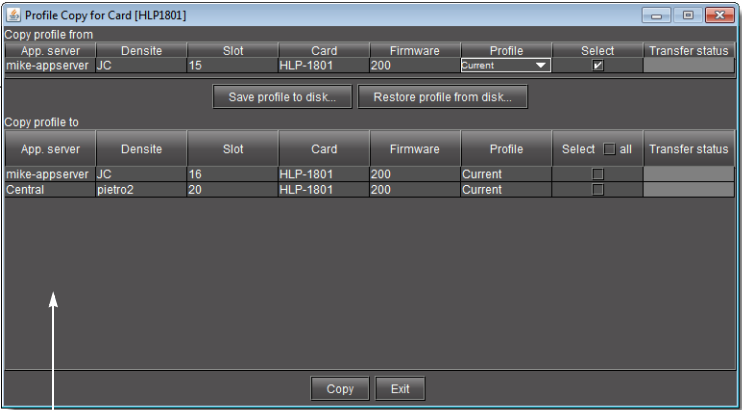 Profile Copy for Card [HLP1801]
Copy profile from
App. server Densite Slot Card Firmware Profile Select Transfer status
mike-appserver JC 15 HLP-1801 200 Current
Save profile to disk... Restore profile from disk...
Copy profile to
App. server Densite Slot Card Firmware Profile Select all Transfer status
mike-appserver JC 16 HLP-1801 200 Current
Central pietro2 20 HLP-1801 200 Current
Copy Exit